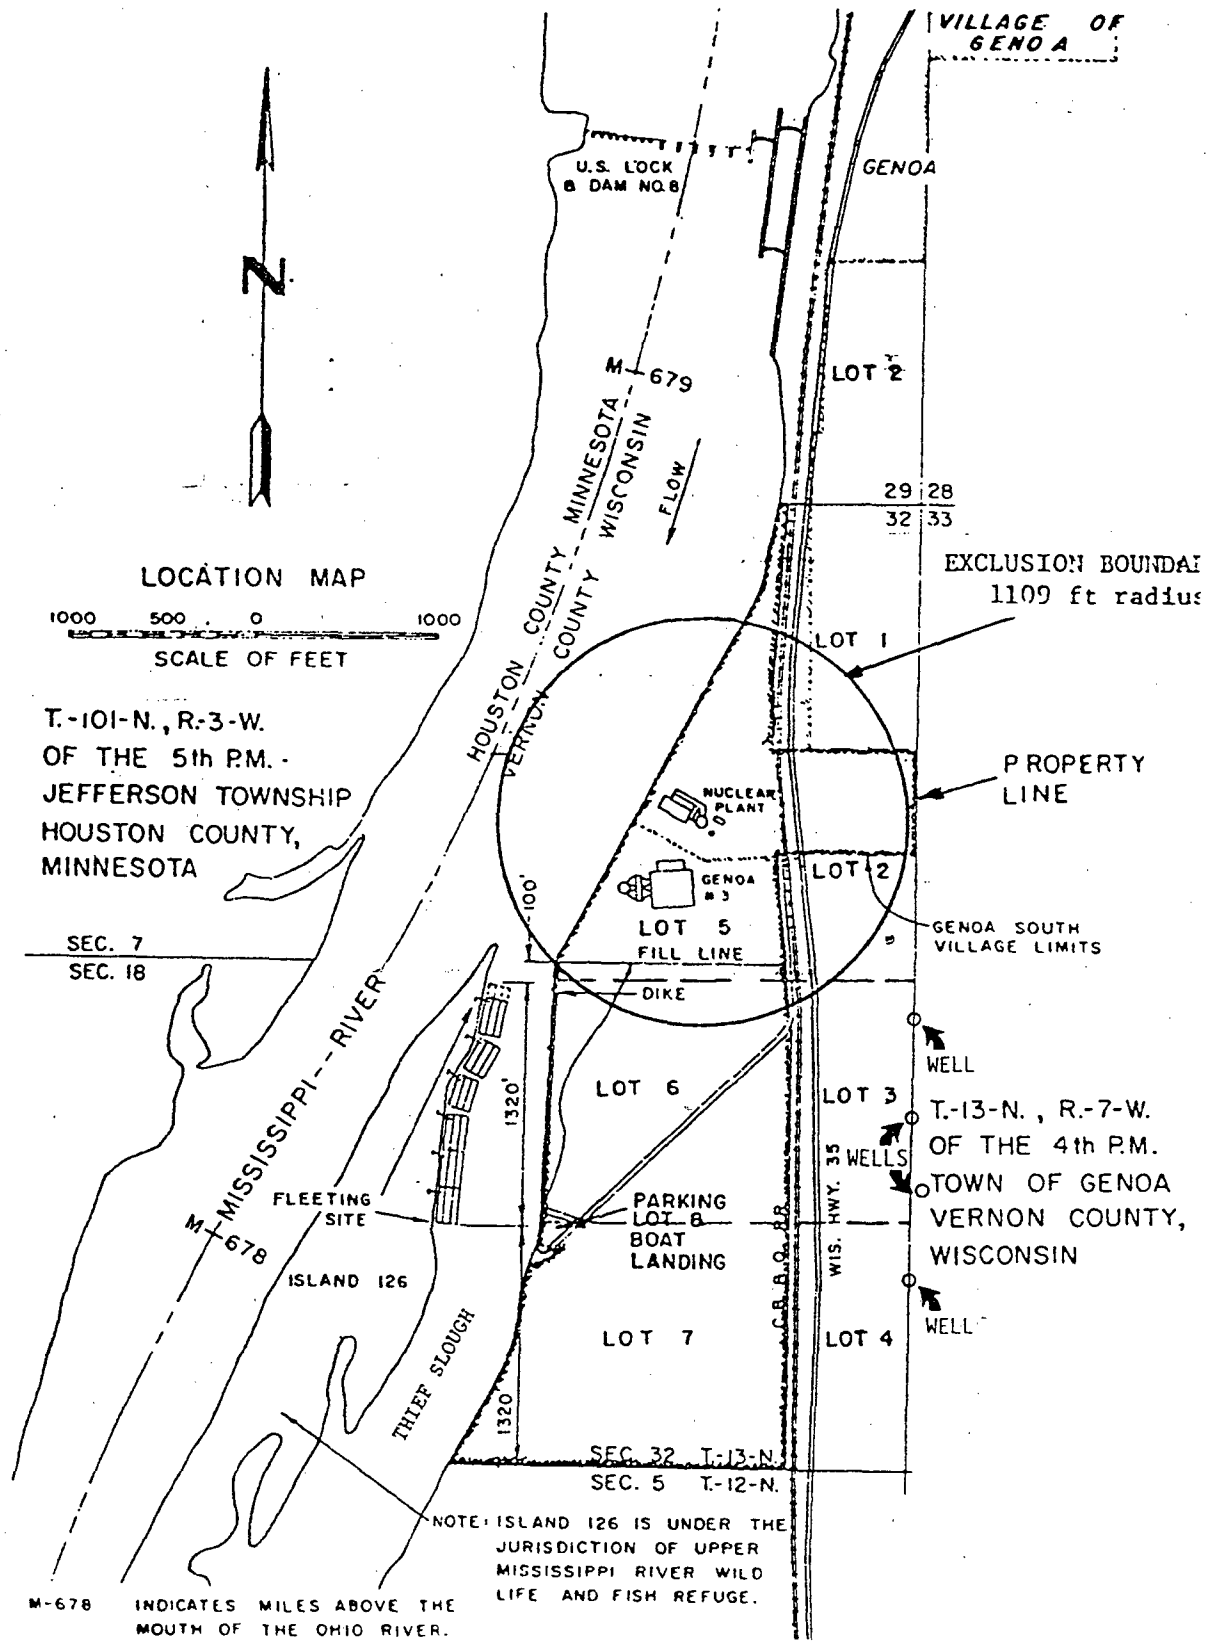 VILLAGE OF
GENOA
U.S. LOCK
& DAM NO.8
GENOA
N
M 679
LOT 2
HOUSTON COUNTY MINNESOTA
VERNON COUNTY WISCONSIN
FLOW
29 28
32 33
LOCATION MAP
1000 500 0 1000
SCALE OF FEET
EXCLUSION BOUNDAR
1109 ft radius
LOT 1
T.-101-N., R.-3-W.
OF THE 5th P.M.
JEFFERSON TOWNSHIP
HOUSTON COUNTY,
MINNESOTA
PROPERTY
LINE
NUCLEAR
PLANT
LOT 2
GENOA
#3
100'
LOT 5
FILL LINE
GENOA SOUTH
VILLAGE LIMITS
SEC. 7
SEC. 18
DIKE
MISSISSIPPI RIVER
1320'
LOT 6
LOT 3
WELL
T.-13-N., R.-7-W.
OF THE 4th P.M.
TOWN OF GENOA
VERNON COUNTY,
WISCONSIN
WELLS
WIS. HWY. 35
FLEETING
SITE
PARKING
LOT 8
BOAT
LANDING
M 678
ISLAND 126
C.B.& Q. RR
WELL
THIEF SLOUGH
LOT 7
LOT 4
1320'
SEC. 32 T.-13-N.
SEC. 5 T.-12-N.
NOTE: ISLAND 126 IS UNDER THE
JURISDICTION OF UPPER
MISSISSIPPI RIVER WILD
LIFE AND FISH REFUGE.
M-678 INDICATES MILES ABOVE THE
MOUTH OF THE OHIO RIVER.